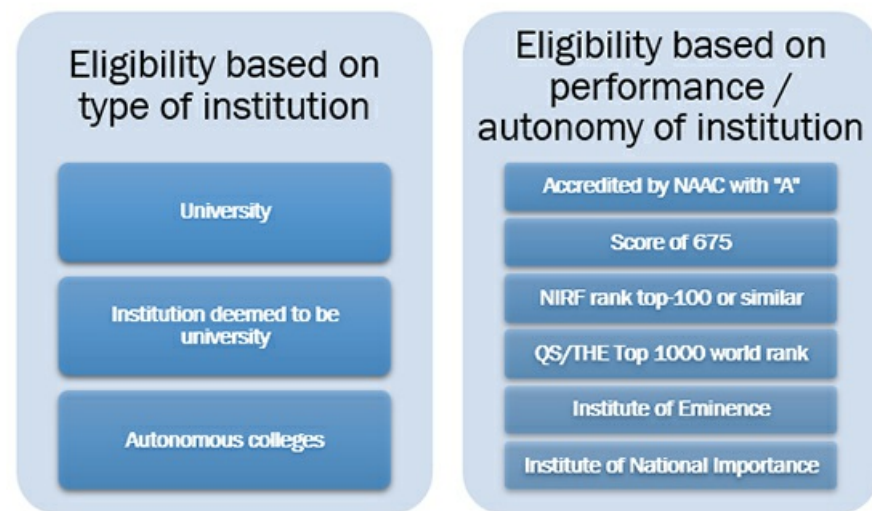 Eligibility based on
type of institution
University
Institution deemed to be
university
Autonomous colleges
Eligibility based on
performance /
autonomy of institution
Accredited by NAAC with "A"
Score of 675
NIRF rank top-100 or similar
QS/THE Top 1000 world rank
Institute of Eminence
Institute of National Importance